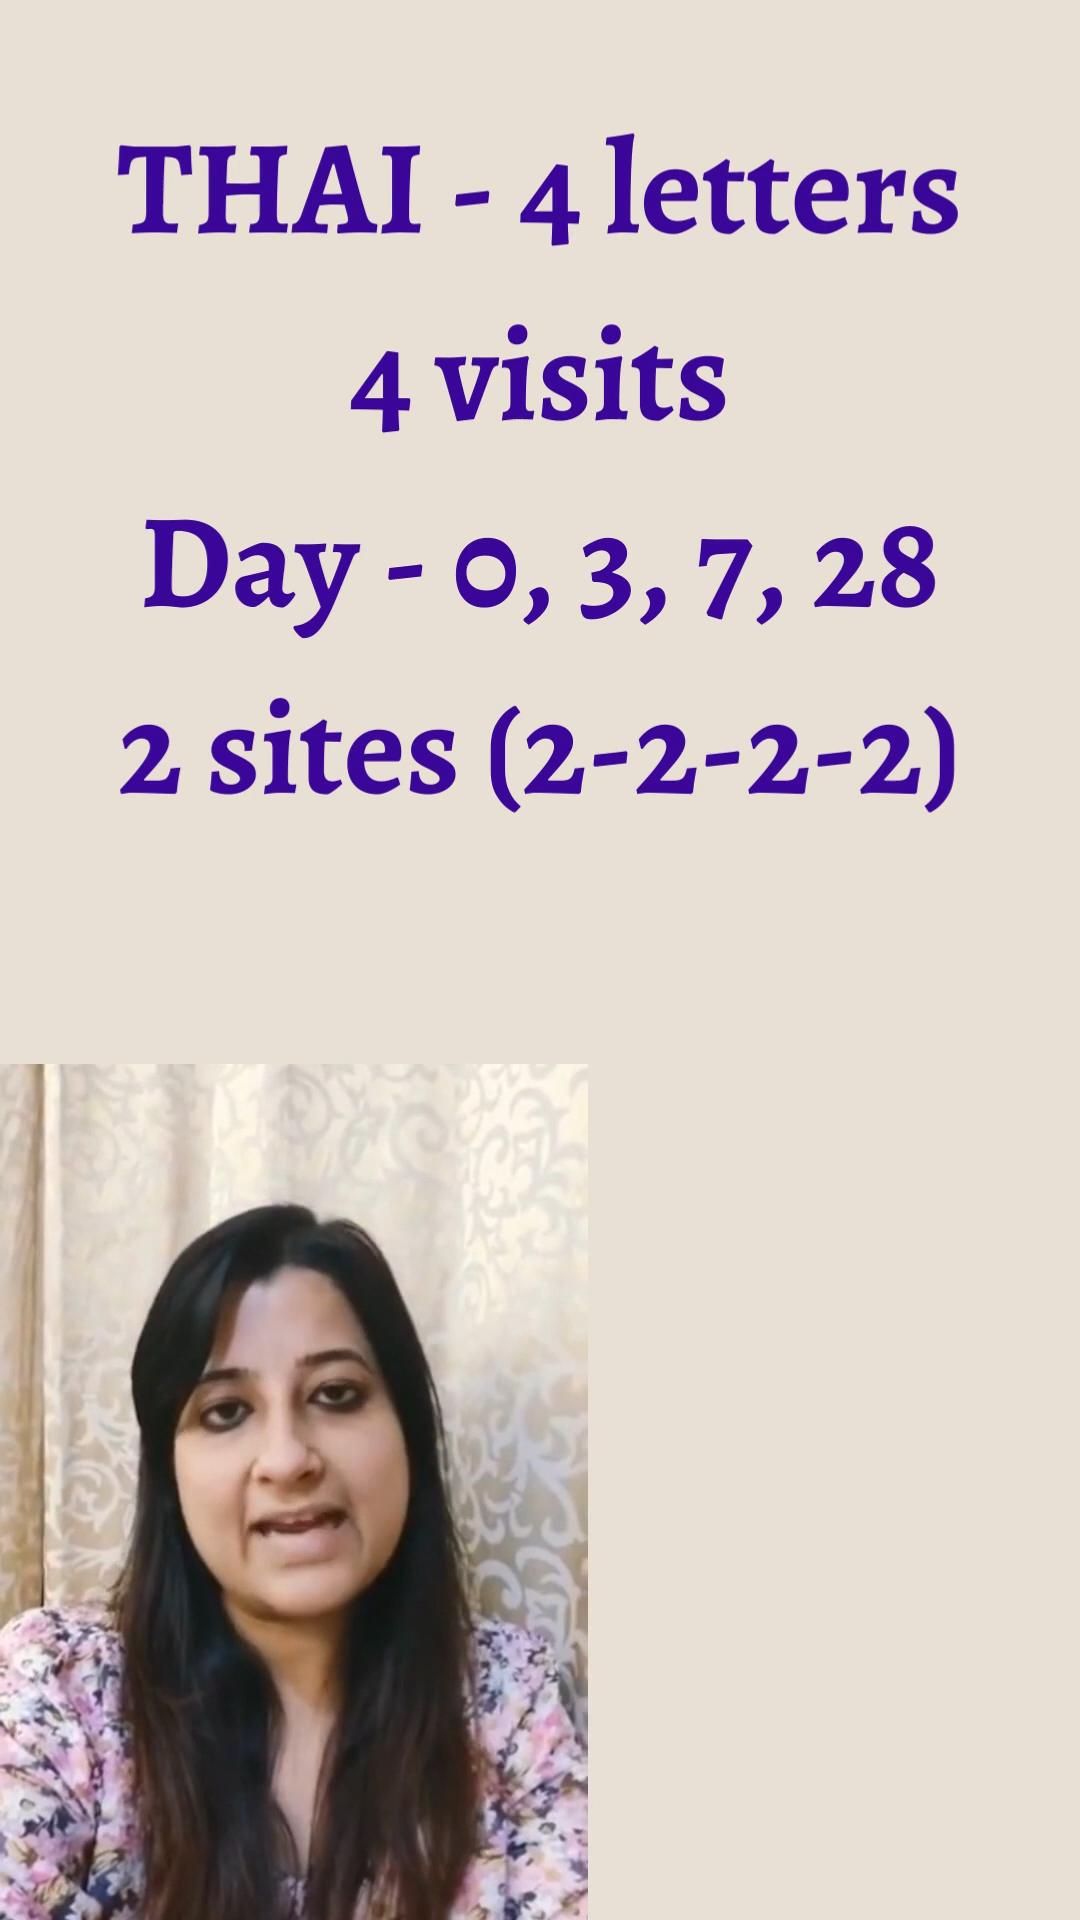 THAI - 4 letters
4 visits
Day - 0, 3, 7, 28
2 sites (2-2-2-2)